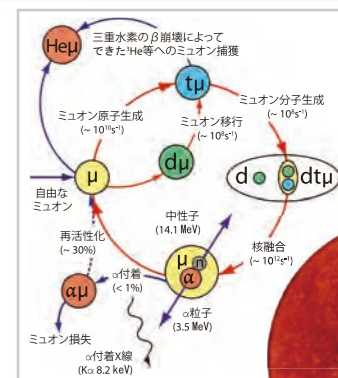 Heμ
三重水素のβ崩壊によって
できた³He等へのミュオン捕獲
tμ
ミュオン原子生成
(~ 10¹⁰s⁻¹)
ミュオン分子生成
(~ 10⁸s⁻¹)
ミュオン移行
(~ 10⁸s⁻¹)
dμ
μ
d
dtμ
自由な
ミュオン
中性子
(14.1 MeV)
再活性化
(~ 30%)
核融合
(~ 10¹²s⁻¹)
μ
n
α
α付着
(< 1%)
αμ
α粒子
(3.5 MeV)
ミュオン損失
α付着X線
(Kα 8.2 keV)